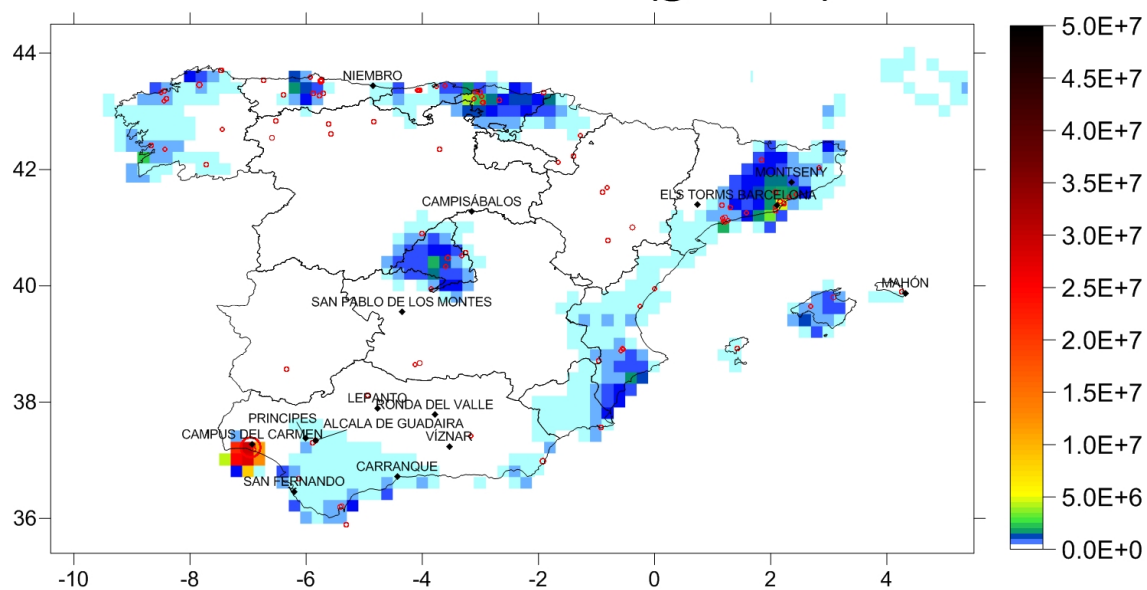 5.0E+7
44
NIEMBRO
4.5E+7
4.0E+7
42
MONTSENY
ELS TORMS BARCELONA
3.5E+7
CAMPISÁBALOS
3.0E+7
40
MAHÓN
2.5E+7
SAN PABLO DE LOS MONTES
2.0E+7
38
LEPANTO
RONDA DEL VALLE
1.5E+7
PRINCIPES
ALCALA DE GUADAIRA
CAMPUS DEL CARMEN
VÍZNAR
1.0E+7
CARRANQUE
SAN FERNANDO
5.0E+6
36
0.0E+0
-10 -8 -6 -4 -2 0 2 4